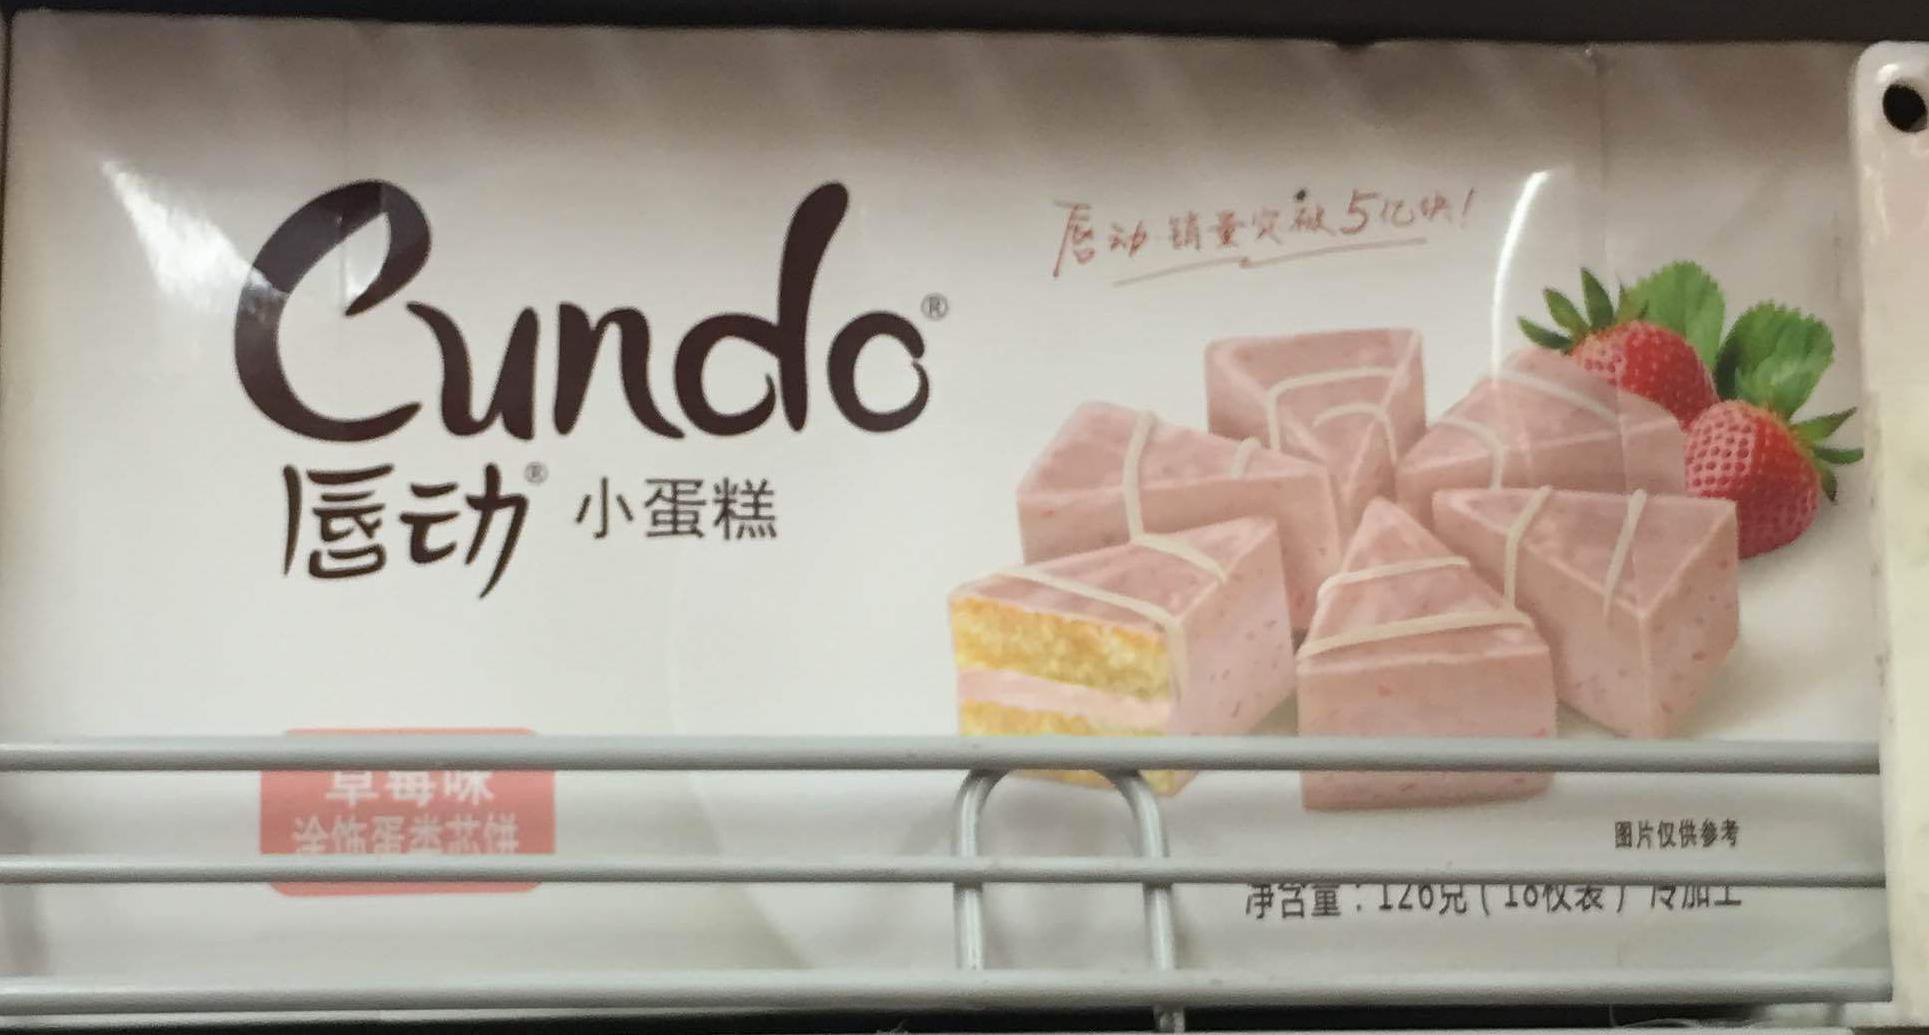 Cundo®
唇动® 小蛋糕
唇动销量突破5亿块!
草莓味
涂饰蛋类芯饼
图片仅供参考
净含量:126克(18枚装) 冷加工